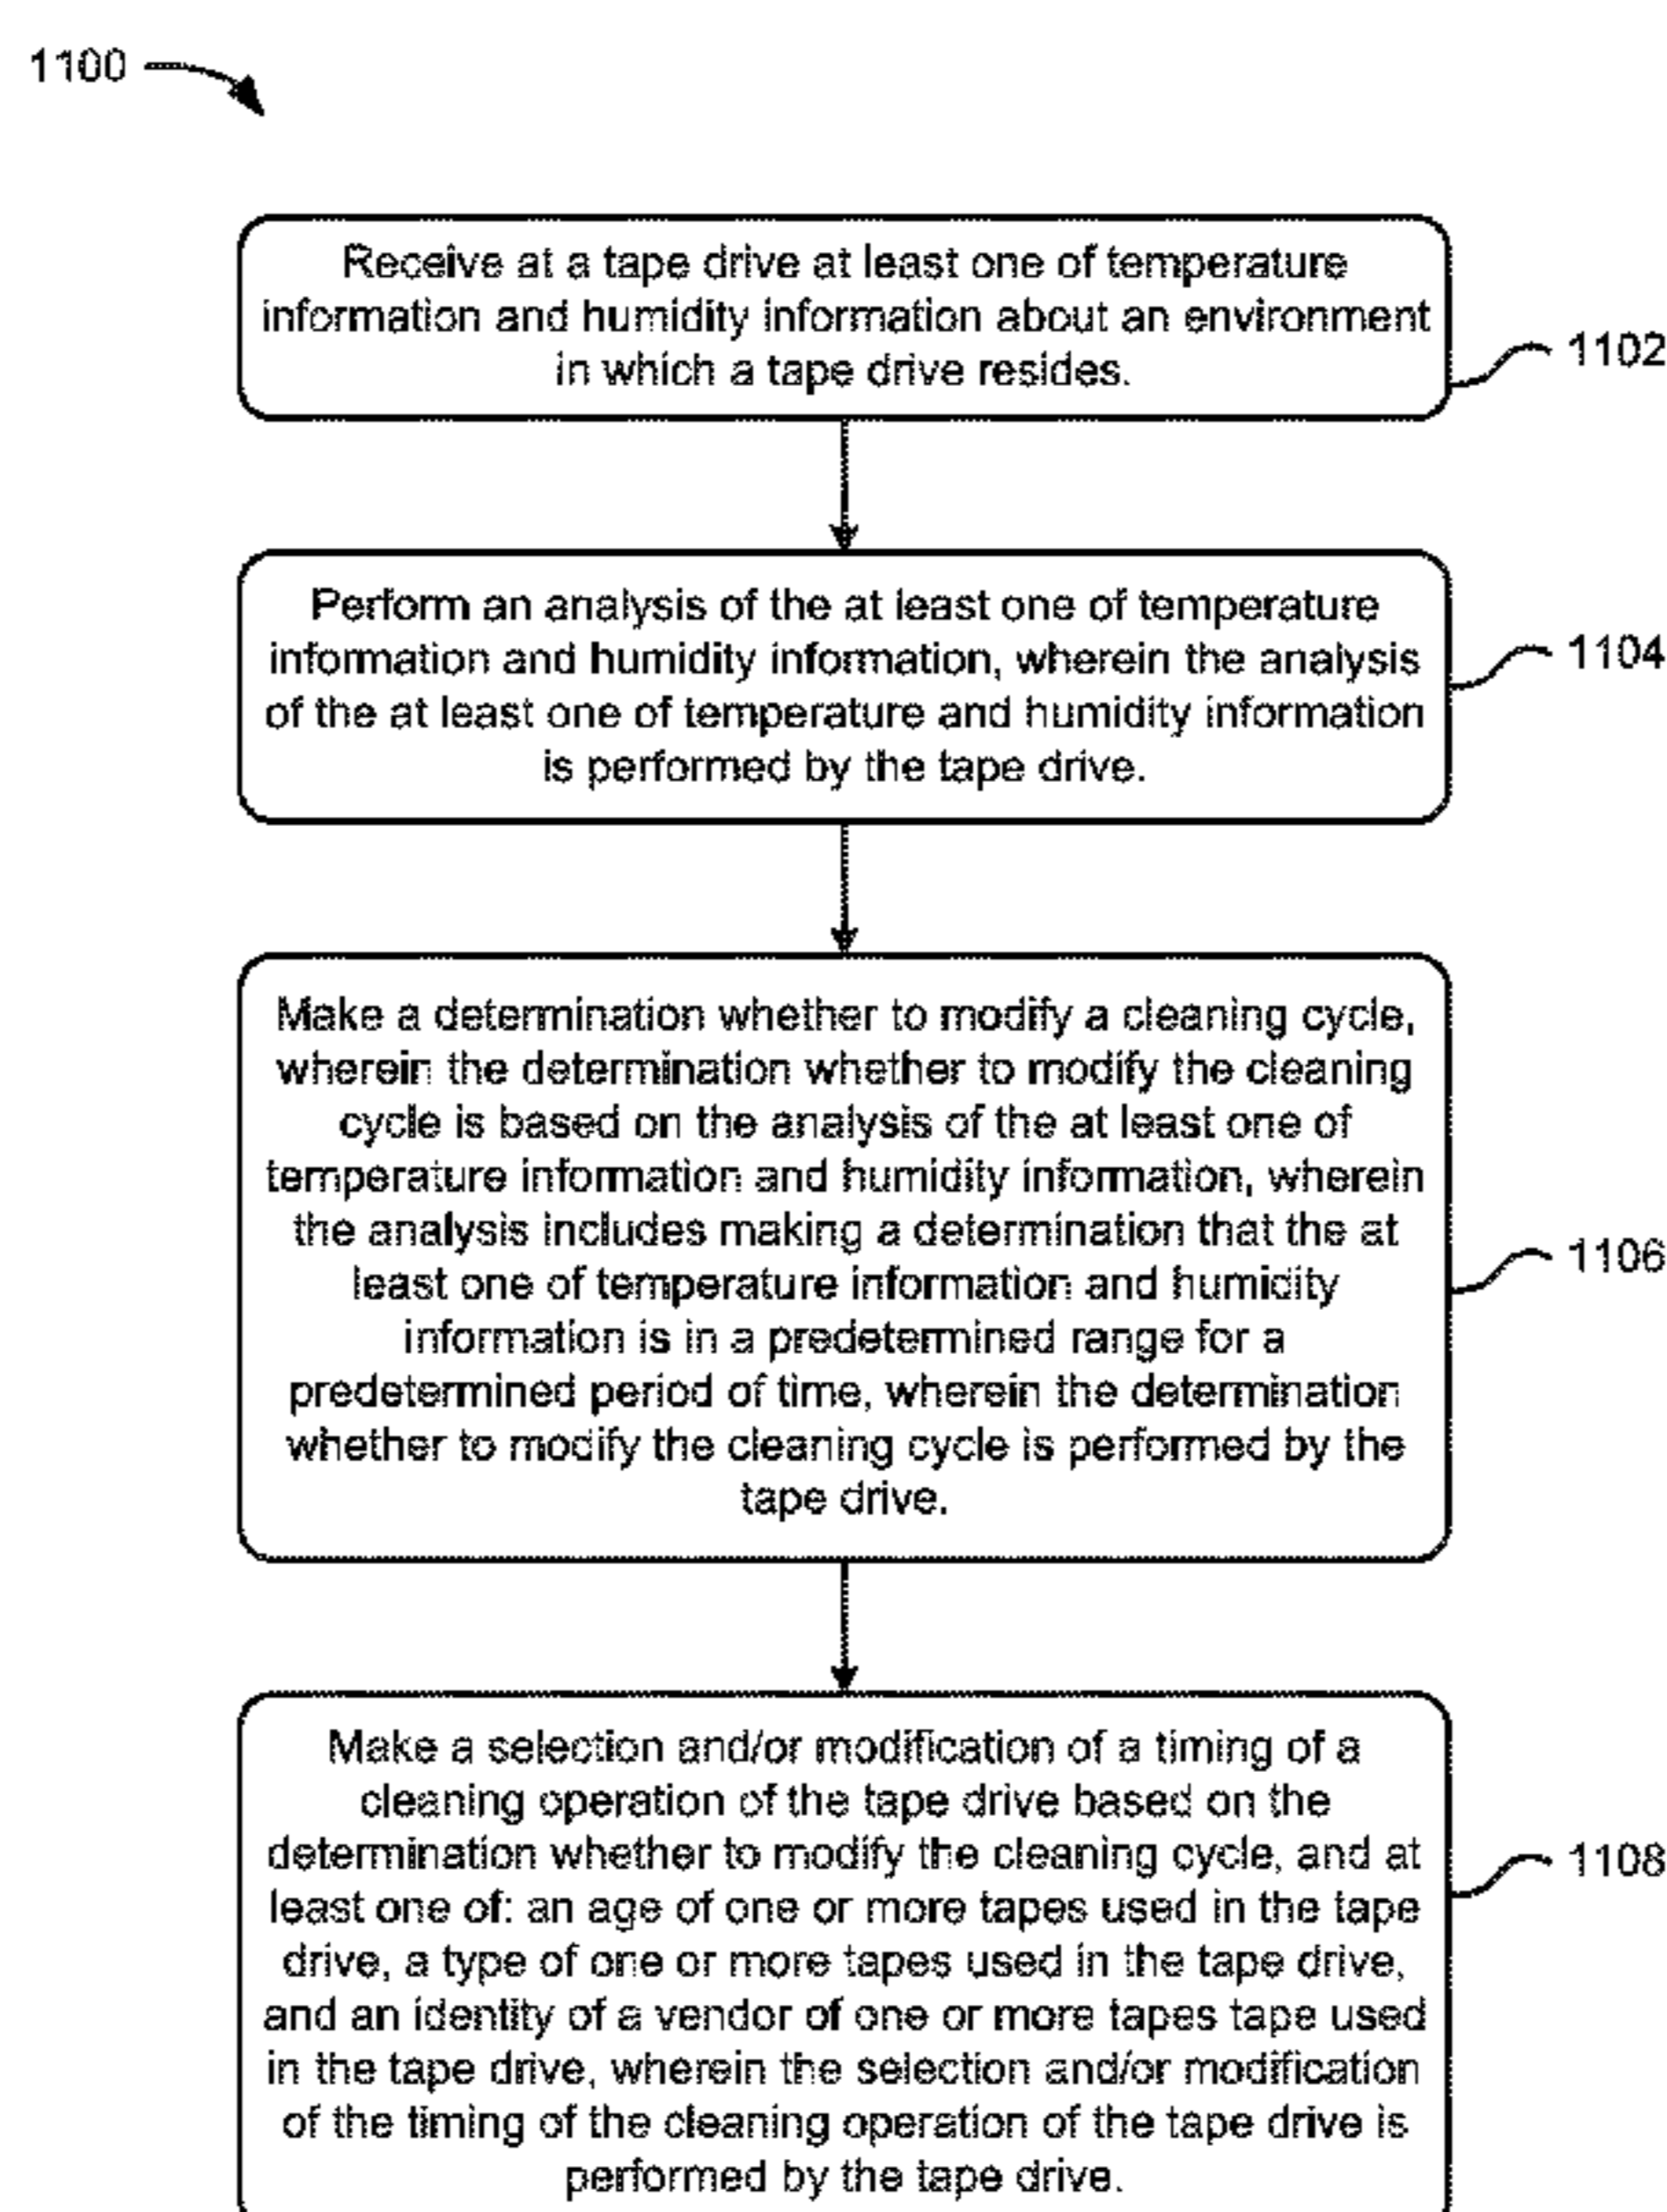 1100
Receive at a tape drive at least one of temperature
information and humidity information about an environment
in which a tape drive resides.
1102
Perform an analysis of the at least one of temperature
information and humidity information, wherein the analysis
of the at least one of temperature and humidity information
is performed by the tape drive.
1104
Make a determination whether to modify a cleaning cycle,
wherein the determination whether to modify the cleaning
cycle is based on the analysis of the at least one of
temperature information and humidity information, wherein
the analysis includes making a determination that the at
least one of temperature information and humidity
information is in a predetermined range for a
predetermined period of time, wherein the determination
whether to modify the cleaning cycle is performed by the
tape drive.
1106
Make a selection and/or modification of a timing of a
cleaning operation of the tape drive based on the
determination whether to modify the cleaning cycle, and at
least one of: an age of one or more tapes used in the tape
drive, a type of one or more tapes used in the tape drive,
and an identity of a vendor of one or more tapes tape used
in the tape drive, wherein the selection and/or modification
of the timing of the cleaning operation of the tape drive is
performed by the tape drive.
1108